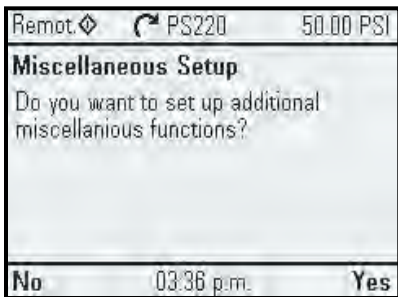 Remot. PS220 50.00 PSI
Miscellaneous Setup
Do you want to set up additional
miscellanious functions?
No 03:36 p.m. Yes